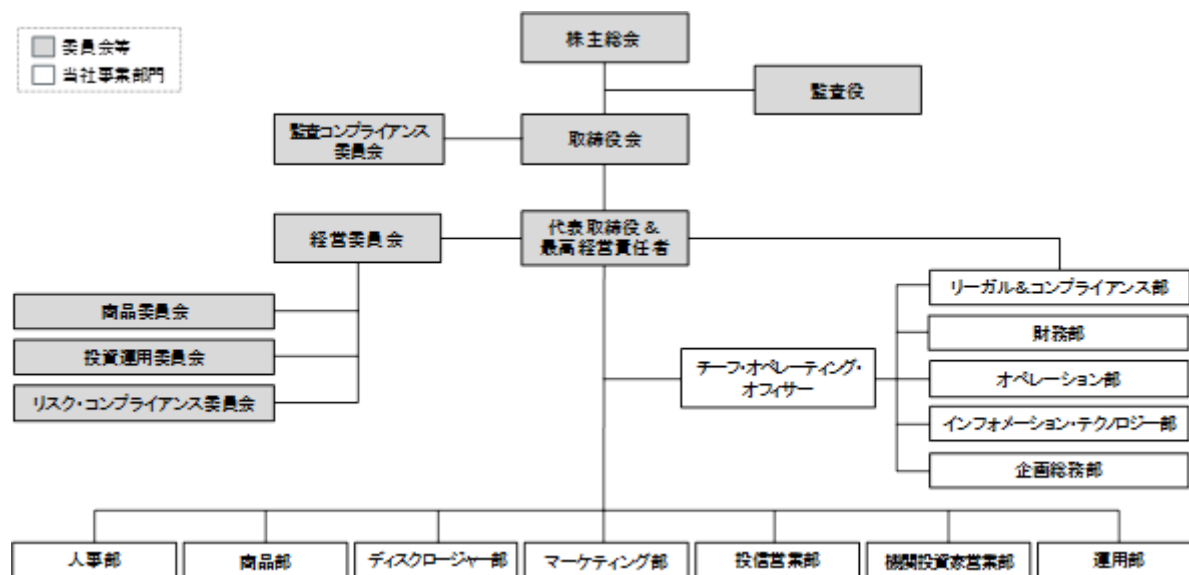 委員会等
当社事業部門
株主総会
監査役
監査コンプライアンス
委員会
取締役会
経営委員会
代表取締役&
最高経営責任者
商品委員会
投資運用委員会
リスク・コンプライアンス委員会
チーフ・オペレーティング・
オフィサー
リーガル&コンプライアンス部
財務部
オペレーション部
インフォメーション・テクノロジー部
企画総務部
人事部
商品部
ディスクロージャー部
マーケティング部
投信営業部
機関投資家営業部
運用部